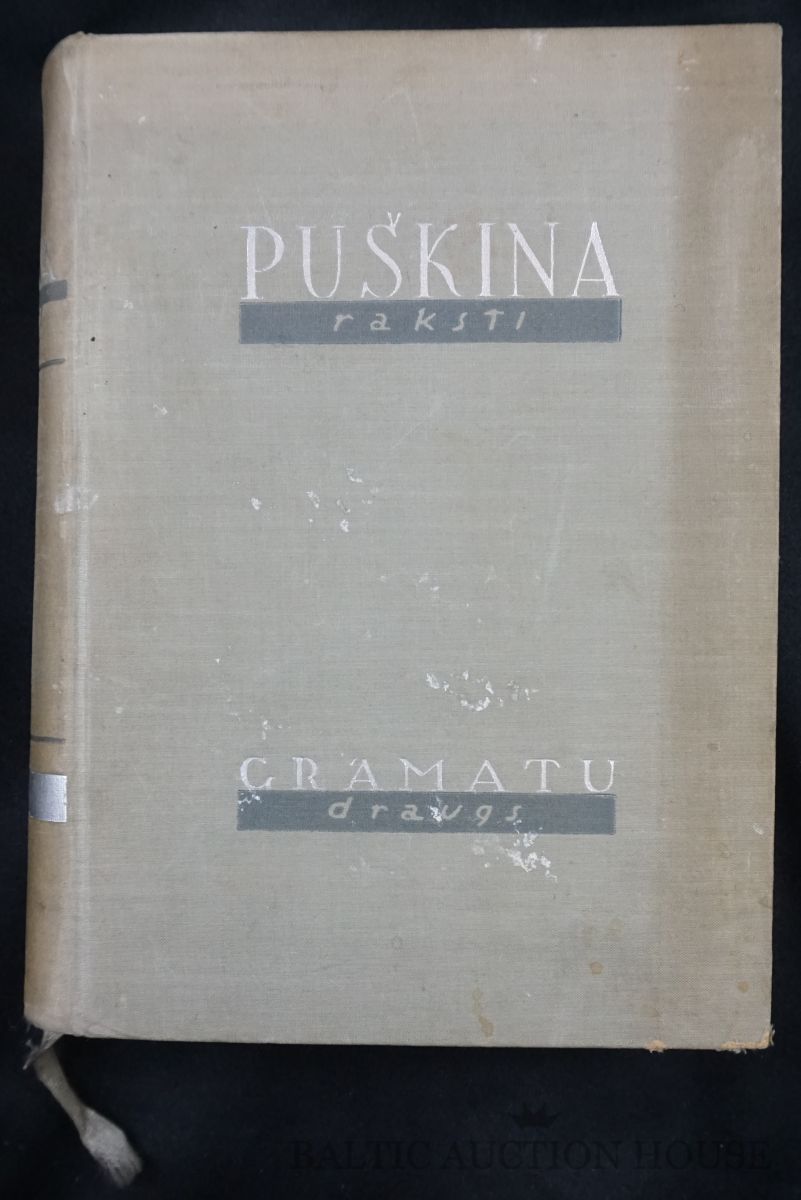 PUŠKINA
raksti
GRĀMATU
draugs
BALTIC AUCTION HOUSE